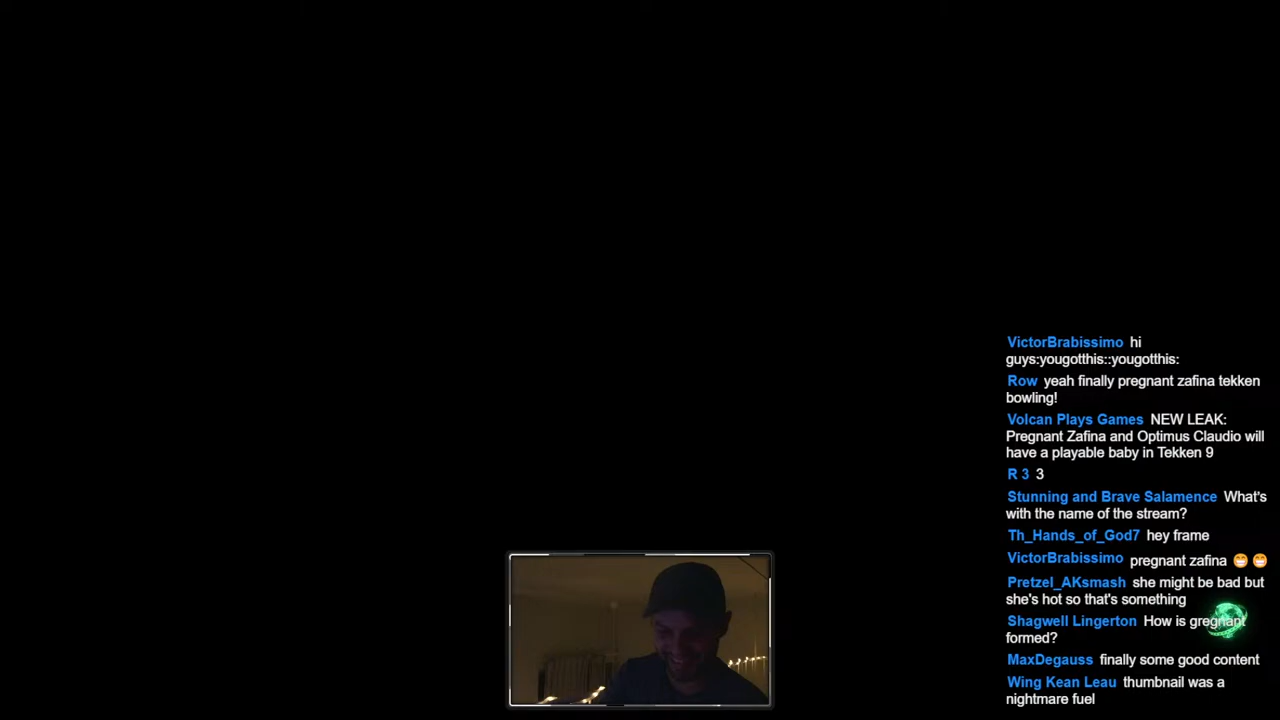 VictorBrabissimo hi
guys:yougotthis::yougotthis:
Row yeah finally pregnant zafina tekken
bowling!
Volcan Plays Games NEW LEAK:
Pregnant Zafina and Optimus Claudio will
have a playable baby in Tekken 9
R 3 3
Stunning and Brave Salamence What's
with the name of the stream?
Th_Hands_of_God7 hey frame
VictorBrabissimo pregnant zafina 😁 😁
Pretzel_AKsmash she might be bad but
she's hot so that's something
Shagwell Lingerton How is gregnant
formed?
MaxDegauss finally some good content
Wing Kean Leau thumbnail was a
nightmare fuel